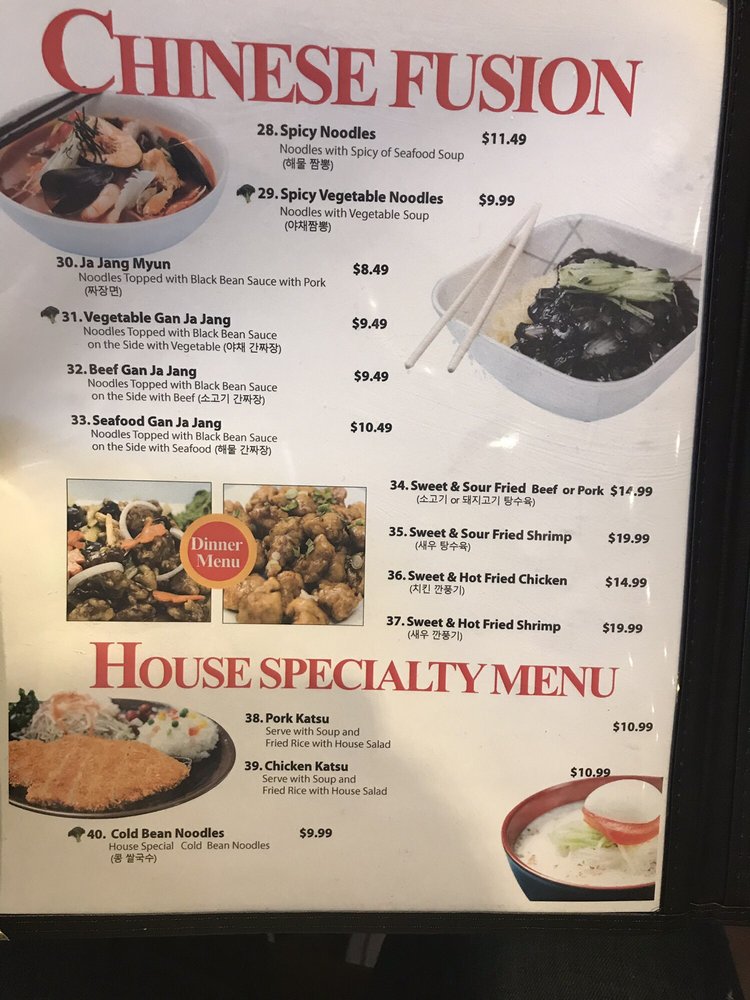 CHINESE FUSION
28. Spicy Noodles $11.49
Noodles with Spicy of Seafood Soup
(해물 짬뽕)
29. Spicy Vegetable Noodles $9.99
Noodles with Vegetable Soup
(야채짬뽕)
30. Ja Jang Myun $8.49
Noodles Topped with Black Bean Sauce with Pork
(짜장면)
31. Vegetable Gan Ja Jang $9.49
Noodles Topped with Black Bean Sauce
on the Side with Vegetable (야채 간짜장)
32. Beef Gan Ja Jang $9.49
Noodles Topped with Black Bean Sauce
on the Side with Beef (소고기 간짜장)
33. Seafood Gan Ja Jang $10.49
Noodles Topped with Black Bean Sauce
on the Side with Seafood (해물 간짜장)
Dinner
Menu
34. Sweet & Sour Fried Beef or Pork $14.99
(소고기 or 돼지고기 탕수육)
35. Sweet & Sour Fried Shrimp $19.99
(새우 탕수육)
36. Sweet & Hot Fried Chicken $14.99
(치킨 깐풍기)
37. Sweet & Hot Fried Shrimp $19.99
(새우 깐풍기)
HOUSE SPECIALTY MENU
38. Pork Katsu $10.99
Serve with Soup and
Fried Rice with House Salad
39. Chicken Katsu $10.99
Serve with Soup and
Fried Rice with House Salad
40. Cold Bean Noodles $9.99
House Special Cold Bean Noodles
(콩 쌀국수)